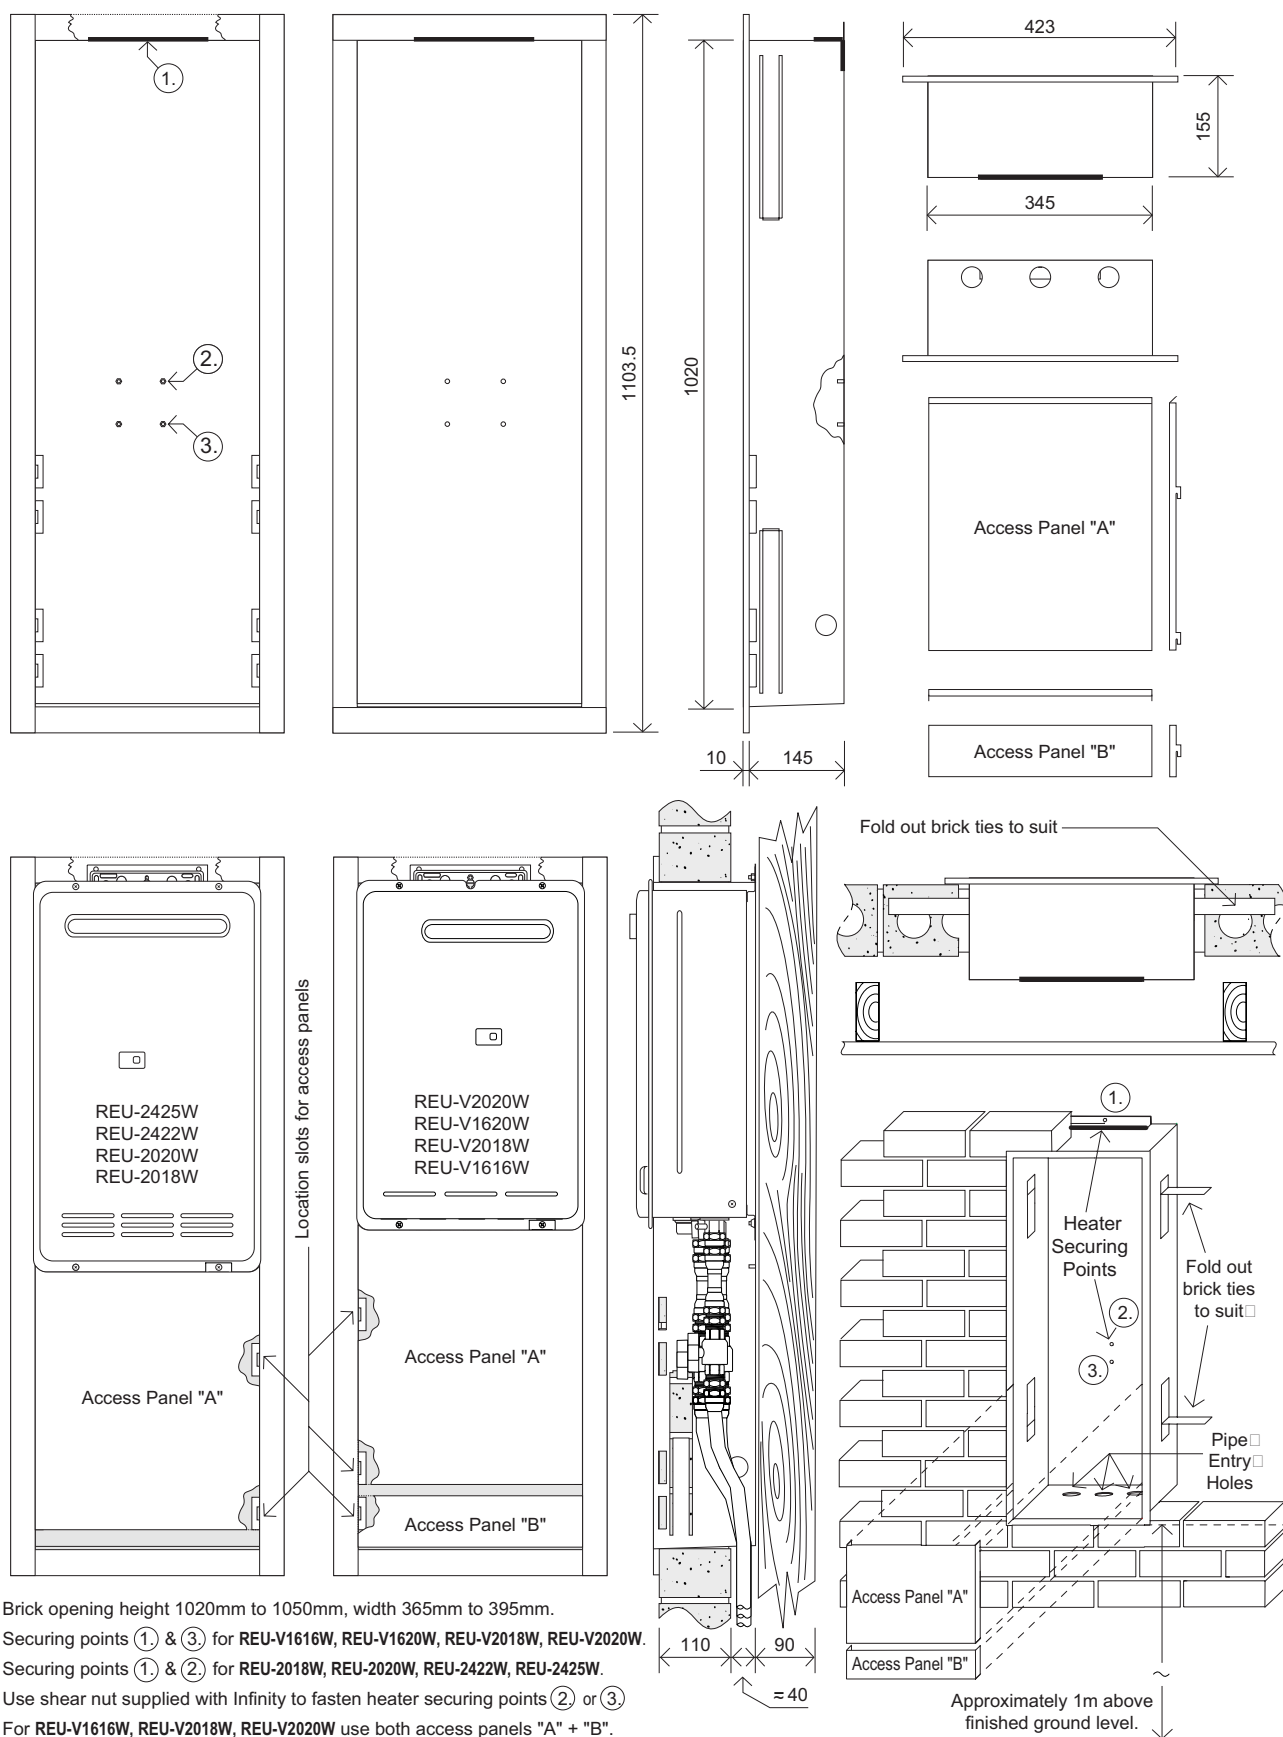 1.
2.
3.
1103.5
1020
10
145
423
155
345
Access Panel "A"
Access Panel "B"
REU-2425W
REU-2422W
REU-2020W
REU-2018W
Access Panel "A"
Location slots for access panels
REU-V2020W
REU-V1620W
REU-V2018W
REU-V1616W
Access Panel "A"
Access Panel "B"
110
90
≈40
Fold out brick ties to suit
1.
Heater
Securing
Points
2.
3.
Fold out
brick ties
to suit
Pipe
Entry
Holes
Access Panel "A"
Access Panel "B"
Approximately 1m above
finished ground level.
Brick opening height 1020mm to 1050mm, width 365mm to 395mm.
Securing points 1. & 3. for REU-V1616W, REU-V1620W, REU-V2018W, REU-V2020W.
Securing points 1. & 2. for REU-2018W, REU-2020W, REU-2422W, REU-2425W.
Use shear nut supplied with Infinity to fasten heater securing points 2. or 3.
For REU-V1616W, REU-V2018W, REU-V2020W use both access panels "A" + "B".